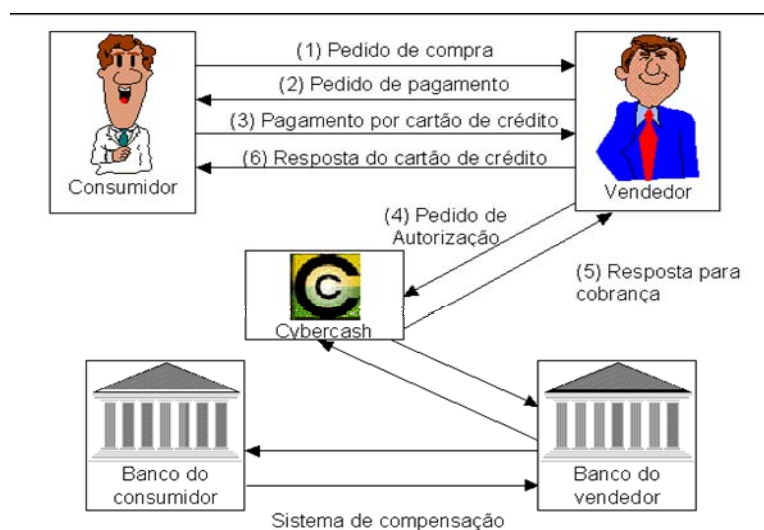 (1) Pedido de compra
(2) Pedido de pagamento
(3) Pagamento por cartão de crédito
(6) Resposta do cartão de crédito
Consumidor
Vendedor
(4) Pedido de
Autorização
(5) Resposta para
cobrança
C
Cybercash
Banco do
consumidor
Banco do
vendedor
Sistema de compensação